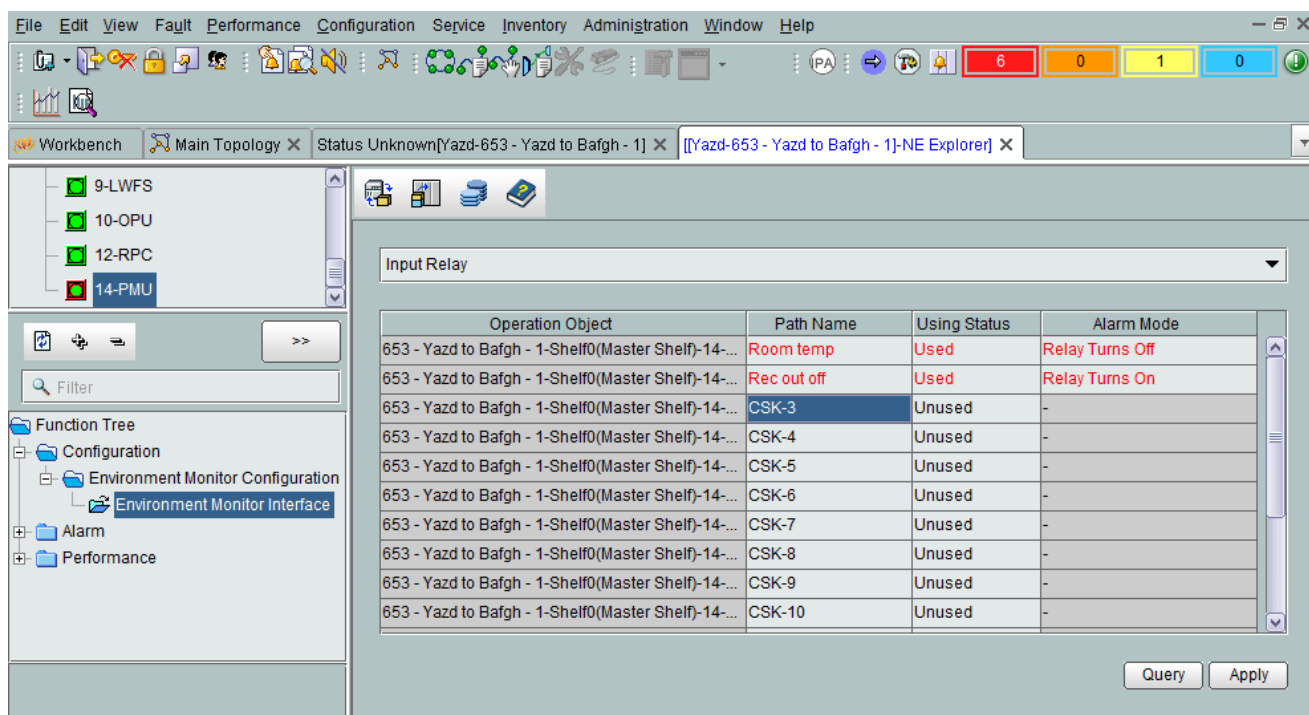 File Edit View Fault Performance Configuration Service Inventory Administration Window Help
PA 6 0 1 0
Workbench Main Topology Status Unknown[Yazd-653 - Yazd to Bafgh - 1] [[Yazd-653 - Yazd to Bafgh - 1]-NE Explorer]
9-LWFS
10-OPU
12-RPC
14-PMU
>>
Filter
Function Tree
Configuration
Environment Monitor Configuration
Environment Monitor Interface
Alarm
Performance
Input Relay
Operation Object Path Name Using Status Alarm Mode
653 - Yazd to Bafgh - 1-Shelf0(Master Shelf)-14-... Room temp Used Relay Turns Off
653 - Yazd to Bafgh - 1-Shelf0(Master Shelf)-14-... Rec out off Used Relay Turns On
653 - Yazd to Bafgh - 1-Shelf0(Master Shelf)-14-... CSK-3 Unused -
653 - Yazd to Bafgh - 1-Shelf0(Master Shelf)-14-... CSK-4 Unused -
653 - Yazd to Bafgh - 1-Shelf0(Master Shelf)-14-... CSK-5 Unused -
653 - Yazd to Bafgh - 1-Shelf0(Master Shelf)-14-... CSK-6 Unused -
653 - Yazd to Bafgh - 1-Shelf0(Master Shelf)-14-... CSK-7 Unused -
653 - Yazd to Bafgh - 1-Shelf0(Master Shelf)-14-... CSK-8 Unused -
653 - Yazd to Bafgh - 1-Shelf0(Master Shelf)-14-... CSK-9 Unused -
653 - Yazd to Bafgh - 1-Shelf0(Master Shelf)-14-... CSK-10 Unused -
Query Apply